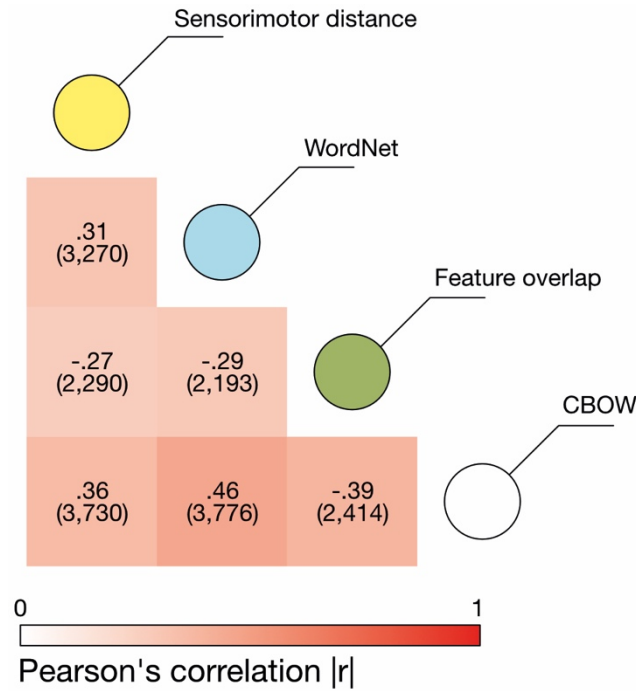 Sensorimotor distance
WordNet
.31
(3,270)
Feature overlap
-.27
(2,290)
-.29
(2,193)
CBOW
.36
(3,730)
.46
(3,776)
-.39
(2,414)
0
1
Pearson's correlation |r|